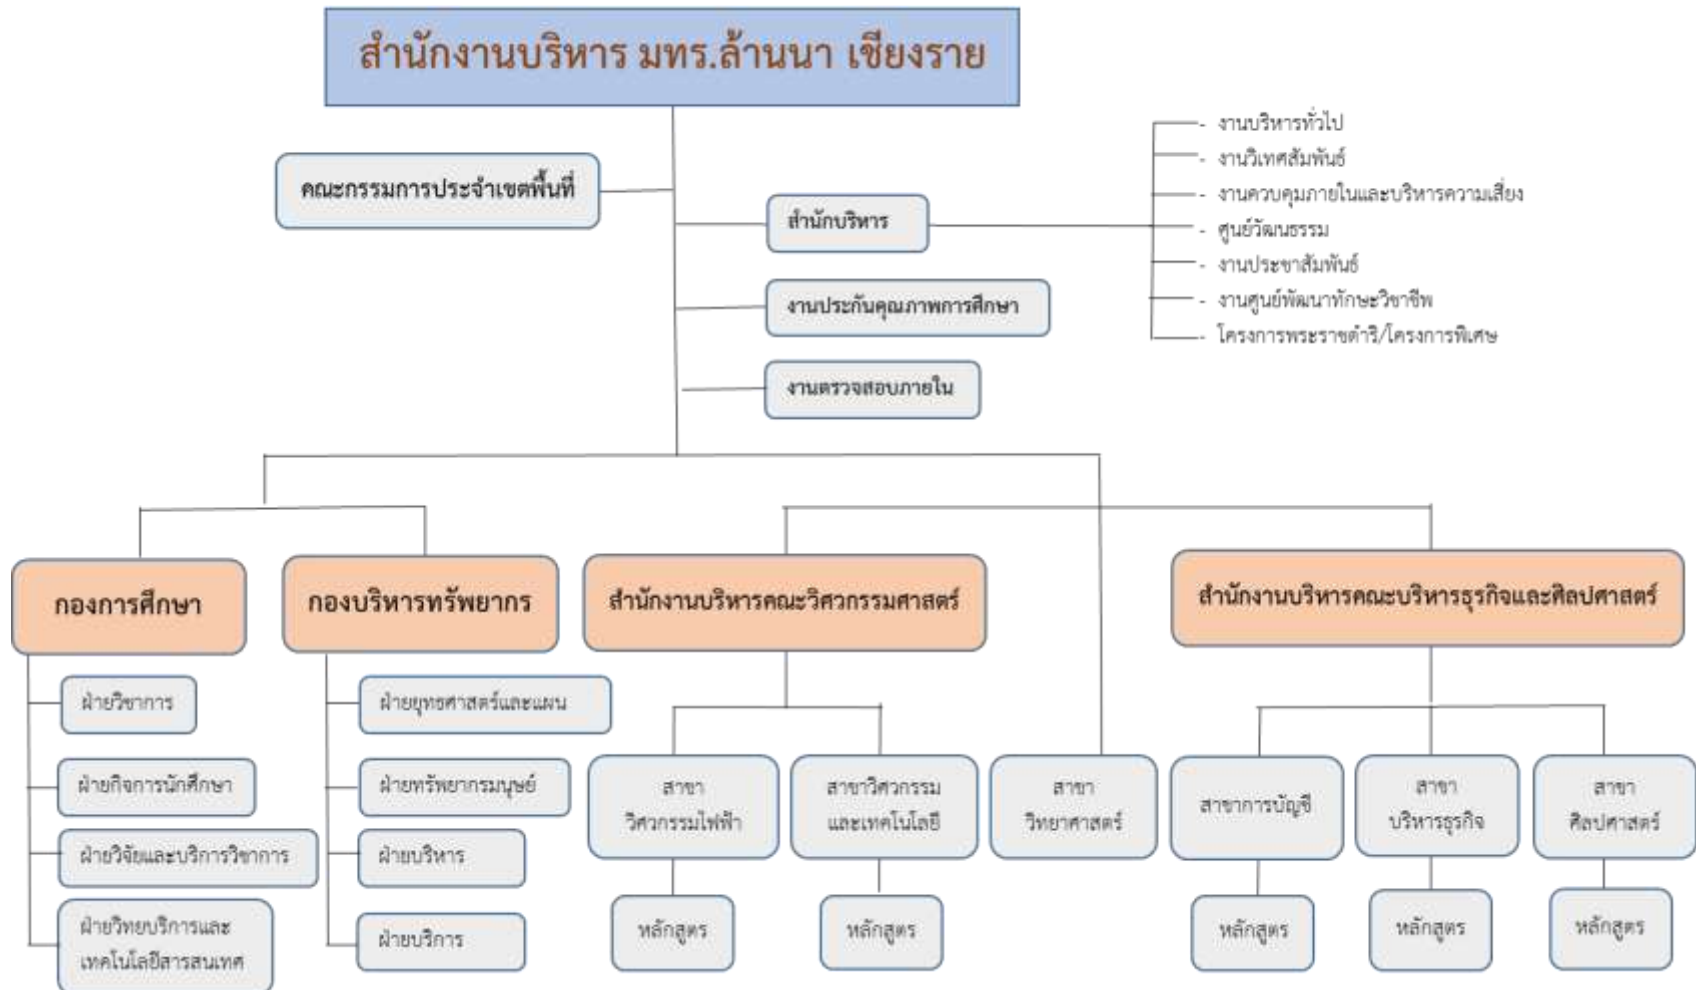 สำนักงานบริหาร มทร.ล้านนา เชียงราย
คณะกรรมการประจำเขตพื้นที่
สำนักบริหาร
- งานบริหารทั่วไป
- งานวิเทศสัมพันธ์
- งานควบคุมภายในและบริหารความเสี่ยง
- ศูนย์วัฒนธรรม
- งานประชาสัมพันธ์
- งานศูนย์พัฒนาทักษะวิชาชีพ
- โครงการพระราชดำริ/โครงการพิเศษ
งานประกันคุณภาพการศึกษา
งานตรวจสอบภายใน
กองการศึกษา
ฝ่ายวิชาการ
ฝ่ายกิจการนักศึกษา
ฝ่ายวิจัยและบริการวิชาการ
ฝ่ายวิทยบริการและ
เทคโนโลยีสารสนเทศ
กองบริหารทรัพยากร
ฝ่ายยุทธศาสตร์และแผน
ฝ่ายทรัพยากรมนุษย์
ฝ่ายบริหาร
ฝ่ายบริการ
สำนักงานบริหารคณะวิศวกรรมศาสตร์
สาขา
วิศวกรรมไฟฟ้า
หลักสูตร
สาขาวิศวกรรม
และเทคโนโลยี
หลักสูตร
สาขา
วิทยาศาสตร์
สำนักงานบริหารคณะบริหารธุรกิจและศิลปศาสตร์
สาขาการบัญชี
หลักสูตร
สาขา
บริหารธุรกิจ
หลักสูตร
สาขา
ศิลปศาสตร์
หลักสูตร